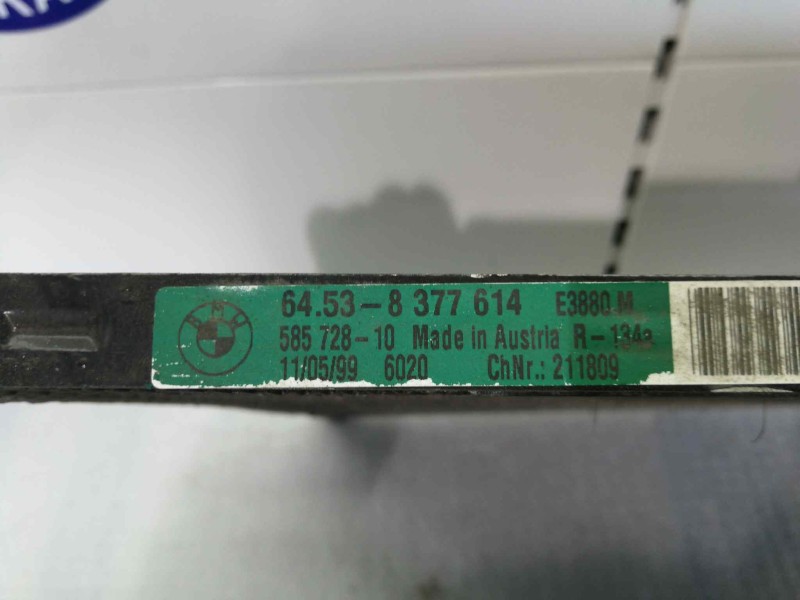 BMW
64.53-8 377 614 E3880.M
585 728-10 Made in Austria R-134a
11/05/99 6020 ChNr.: 211809